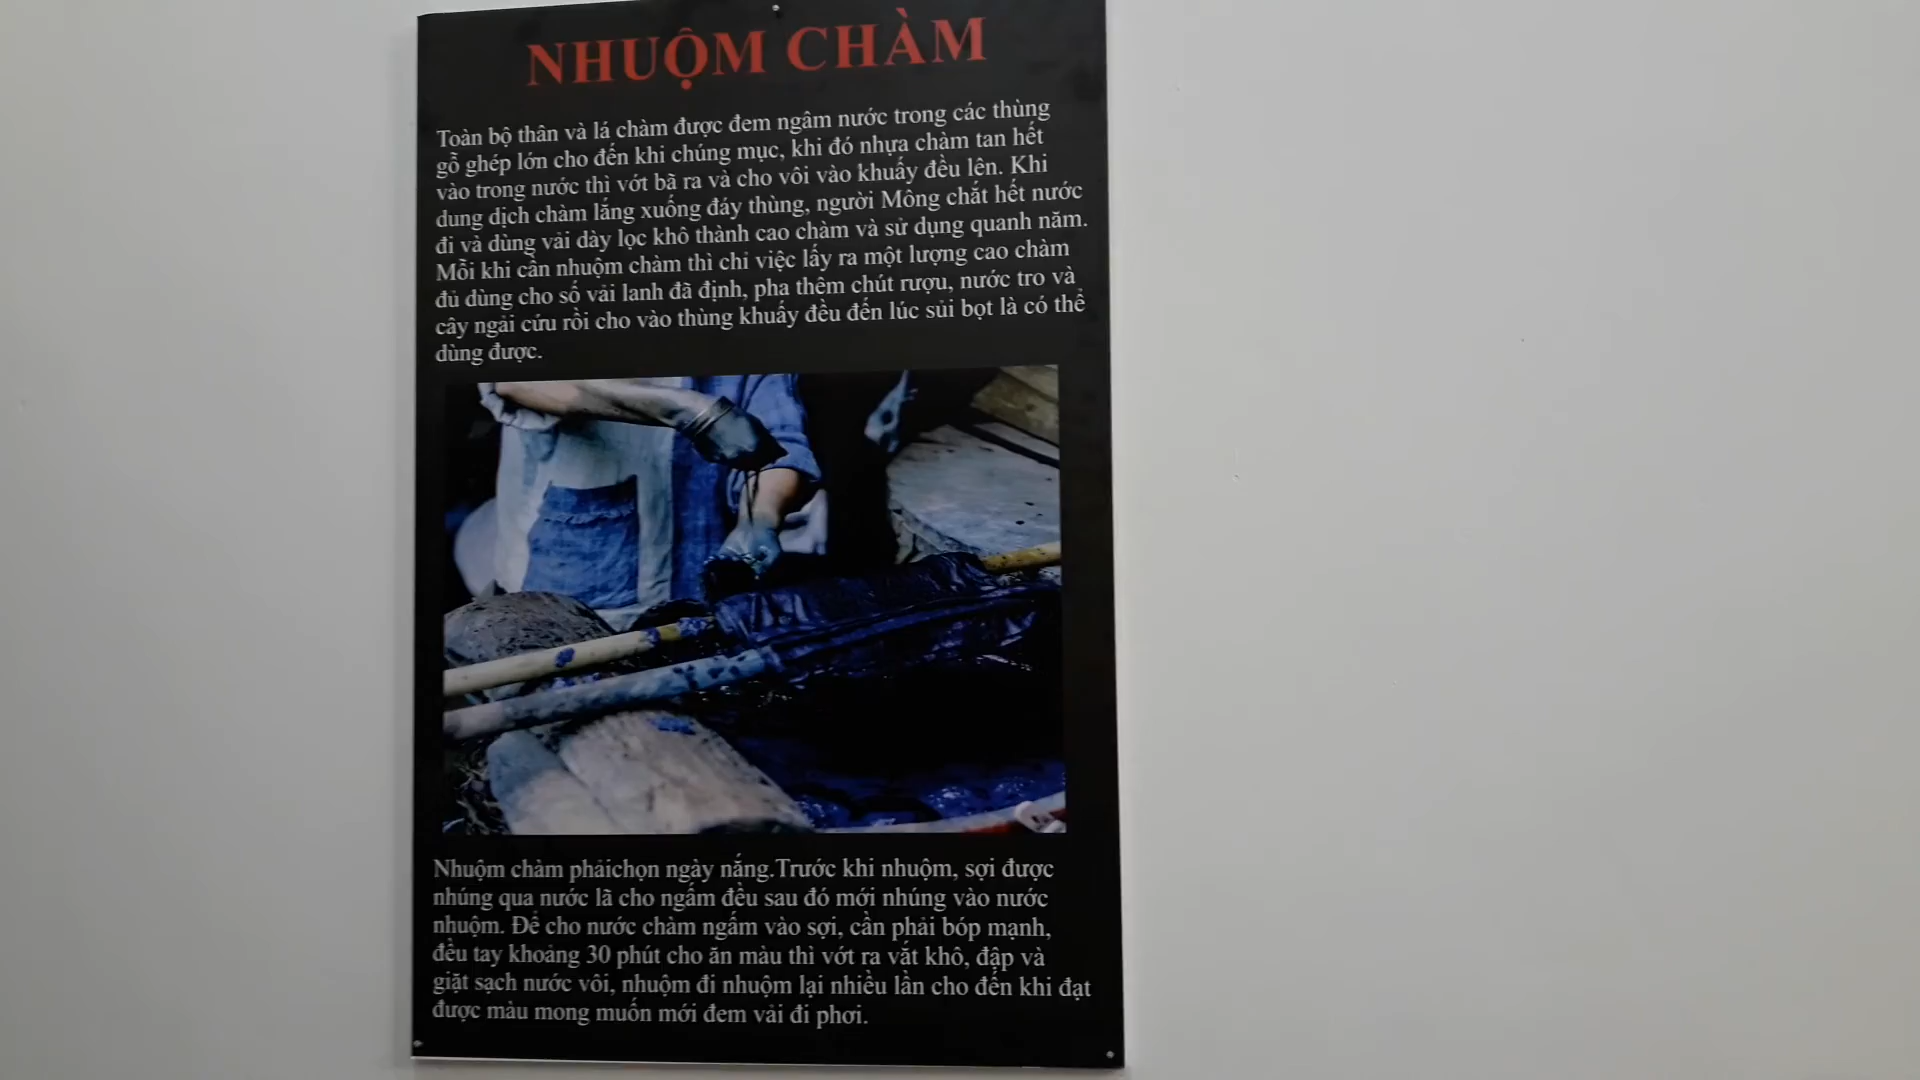 NHUỘM CHÀM
Toàn bộ thân và lá chàm được đem ngâm nước trong các thùng
gỗ ghép lớn cho đến khi chúng mục, khi đó nhựa chàm tan hết
vào trong nước thì vớt bã ra và cho vôi vào khuấy đều lên. Khi
dung dịch chàm lắng xuống đáy thùng, người Mông chắt hết nước
đi và dùng vải dày lọc khô thành cao chàm và sử dụng quanh năm.
Mỗi khi cần nhuộm chàm thì chỉ việc lấy ra một lượng cao chàm
đủ dùng cho số vải lanh đã định, pha thêm chút rượu, nước tro và
cây ngải cứu rồi cho vào thùng khuấy đều đến lúc sủi bọt là có thể
dùng được.
Nhuộm chàm phảichọn ngày nắng.Trước khi nhuộm, sợi được
nhúng qua nước lã cho ngấm đều sau đó mới nhúng vào nước
nhuộm. Để cho nước chàm ngấm vào sợi, cần phải bóp mạnh,
đều tay khoảng 30 phút cho ăn màu thì vớt ra vắt khô, đập và
giặt sạch nước vôi, nhuộm đi nhuộm lại nhiều lần cho đến khi đạt
được màu mong muốn mới đem vải đi phơi.